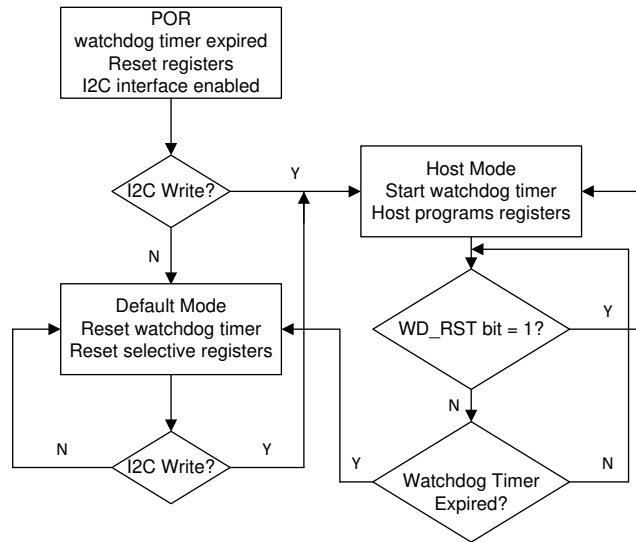 POR
watchdog timer expired
Reset registers
I2C interface enabled
I2C Write?
Y
N
Host Mode
Start watchdog timer
Host programs registers
Default Mode
Reset watchdog timer
Reset selective registers
WD_RST bit = 1?
Y
N
I2C Write?
N
Y
Watchdog Timer
Expired?
Y
N